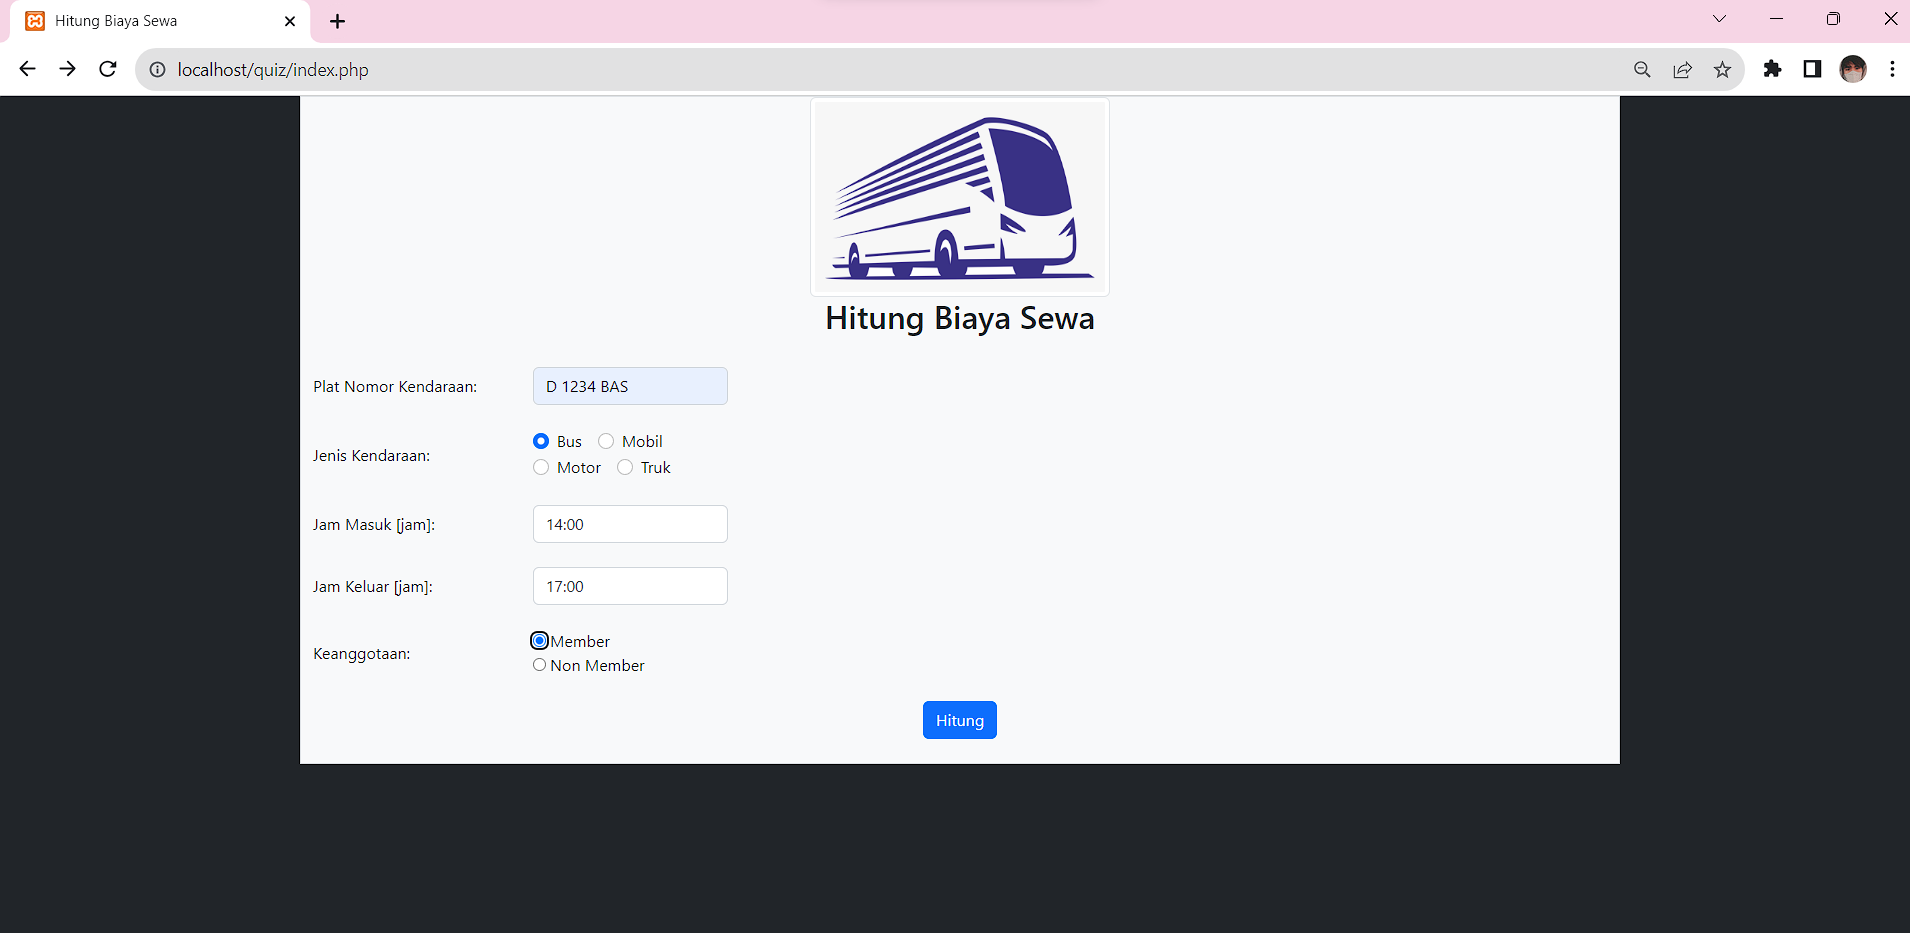 Hitung Biaya Sewa
localhost/quiz/index.php
Hitung Biaya Sewa
Plat Nomor Kendaraan: D 1234 BAS
Jenis Kendaraan: Bus Mobil
Motor Truk
Jam Masuk [jam]: 14:00
Jam Keluar [jam]: 17:00
Keanggotaan: Member
Non Member
Hitung